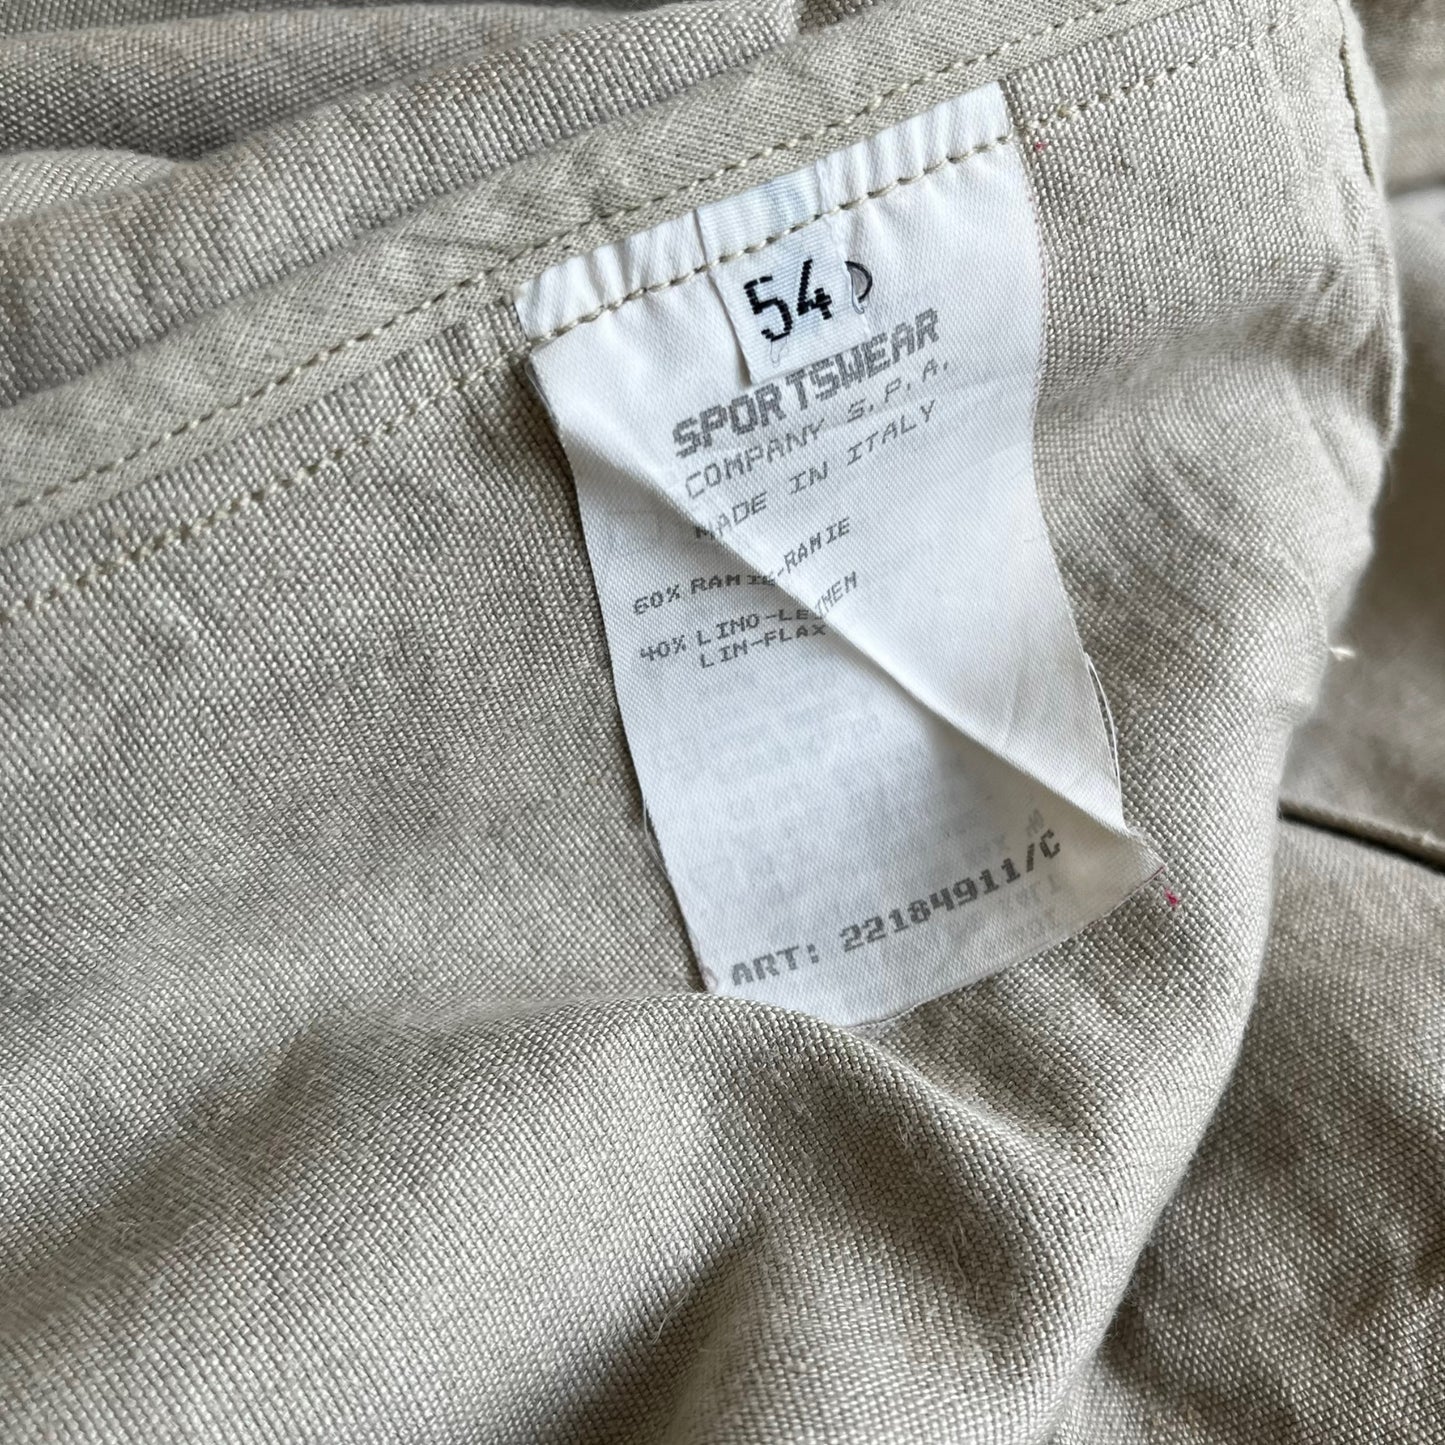 54
SPORTSWEAR
COMPANY S.P.A.
MADE IN ITALY
60% RAMIE-RAMIE
40% LINO-LEINEN
LIN-FLAX
ART: 22184911/C